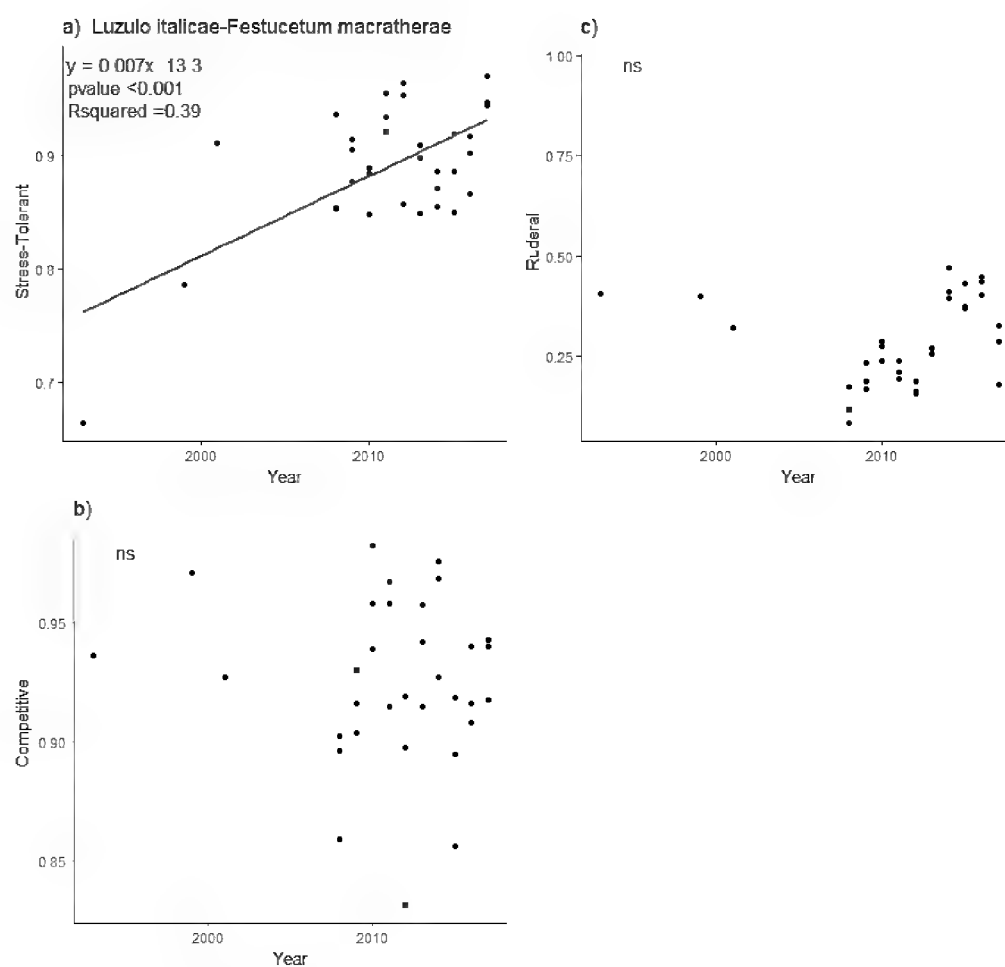 a) Luzulo italicae-Festucetum macratherae
y = 0.007x 13.3
pvalue <0.001
Rsquared =0.39
0.9
0.8
0.7
Stress-Tolerant
2000
2010
Year
c)
ns
1.00
0.75
0.50
0.25
Ruderal
2000
2010
Year
b)
ns
0.95
0.90
0.85
Competitive
2000
2010
Year